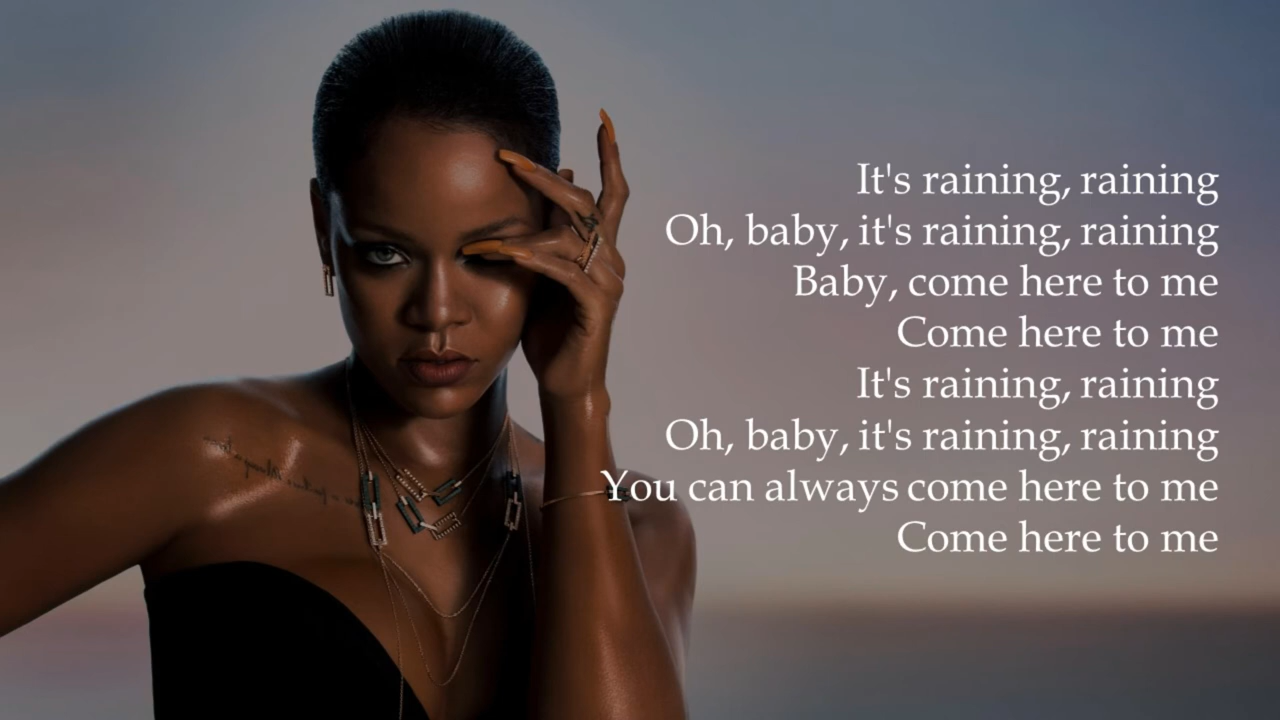 It's raining, raining
Oh, baby, it's raining, raining
Baby, come here to me
Come here to me
It's raining, raining
Oh, baby, it's raining, raining
You can always come here to me
Come here to me